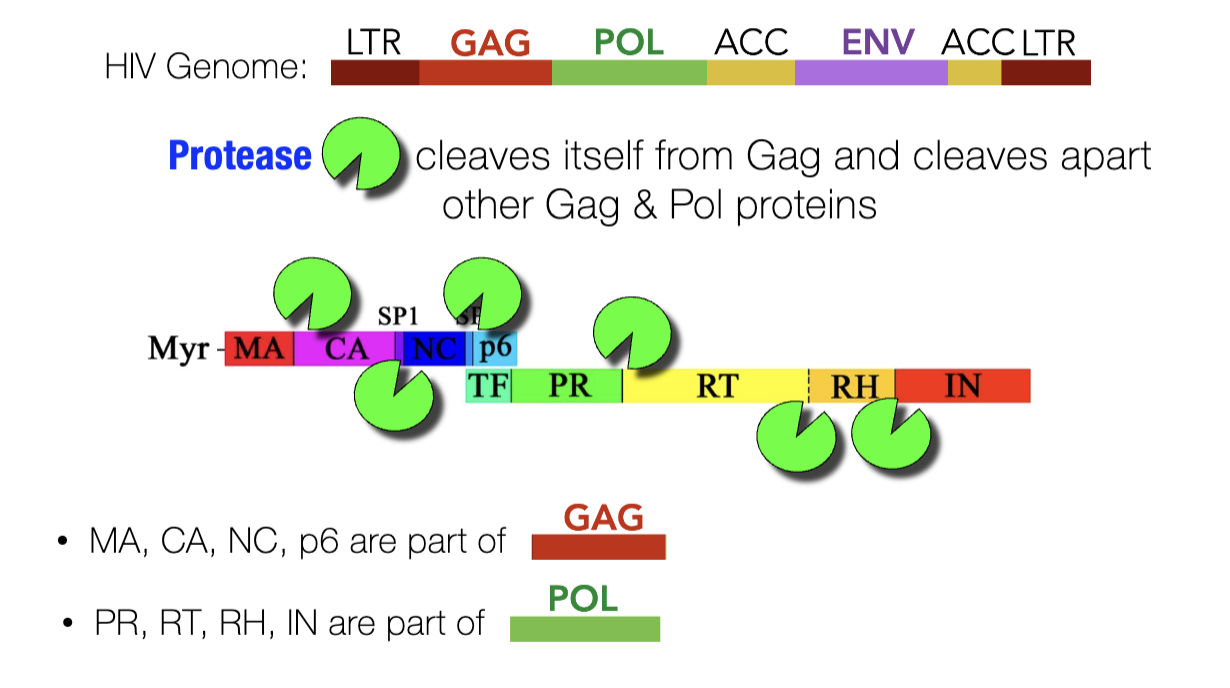 LTR GAG POL ACC ENV ACC LTR
HIV Genome:
Protease cleaves itself from Gag and cleaves apart
other Gag & Pol proteins
SP1
Myr - MA CA NC p6
TF PR RT RH IN
GAG
• MA, CA, NC, p6 are part of
POL
• PR, RT, RH, IN are part of